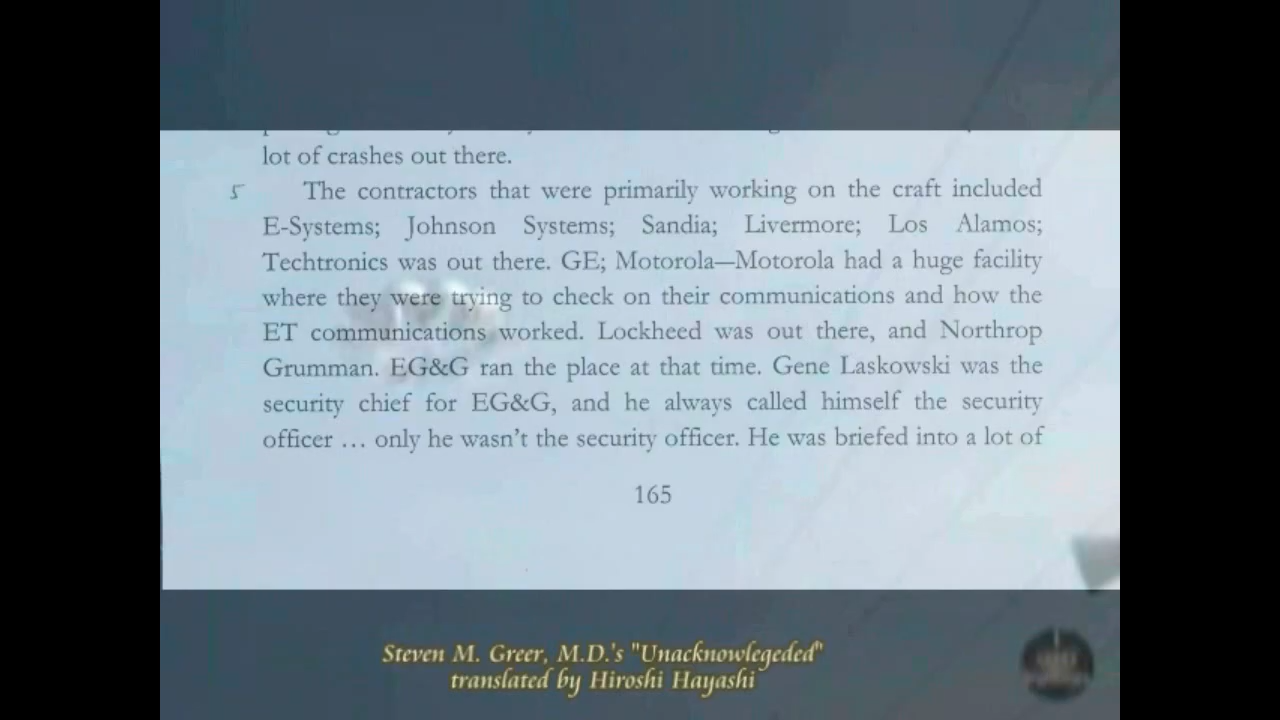 lot of crashes out there.
5 The contractors that were primarily working on the craft included
E-Systems; Johnson Systems; Sandia; Livermore; Los Alamos;
Techtronics was out there. GE; Motorola—Motorola had a huge facility
where they were trying to check on their communications and how the
ET communications worked. Lockheed was out there, and Northrop
Grumman. EG&G ran the place at that time. Gene Laskowski was the
security chief for EG&G, and he always called himself the security
officer … only he wasn't the security officer. He was briefed into a lot of
165
Steven M. Greer, M.D.'s "Unacknowlegeded"
translated by Hiroshi Hayashi